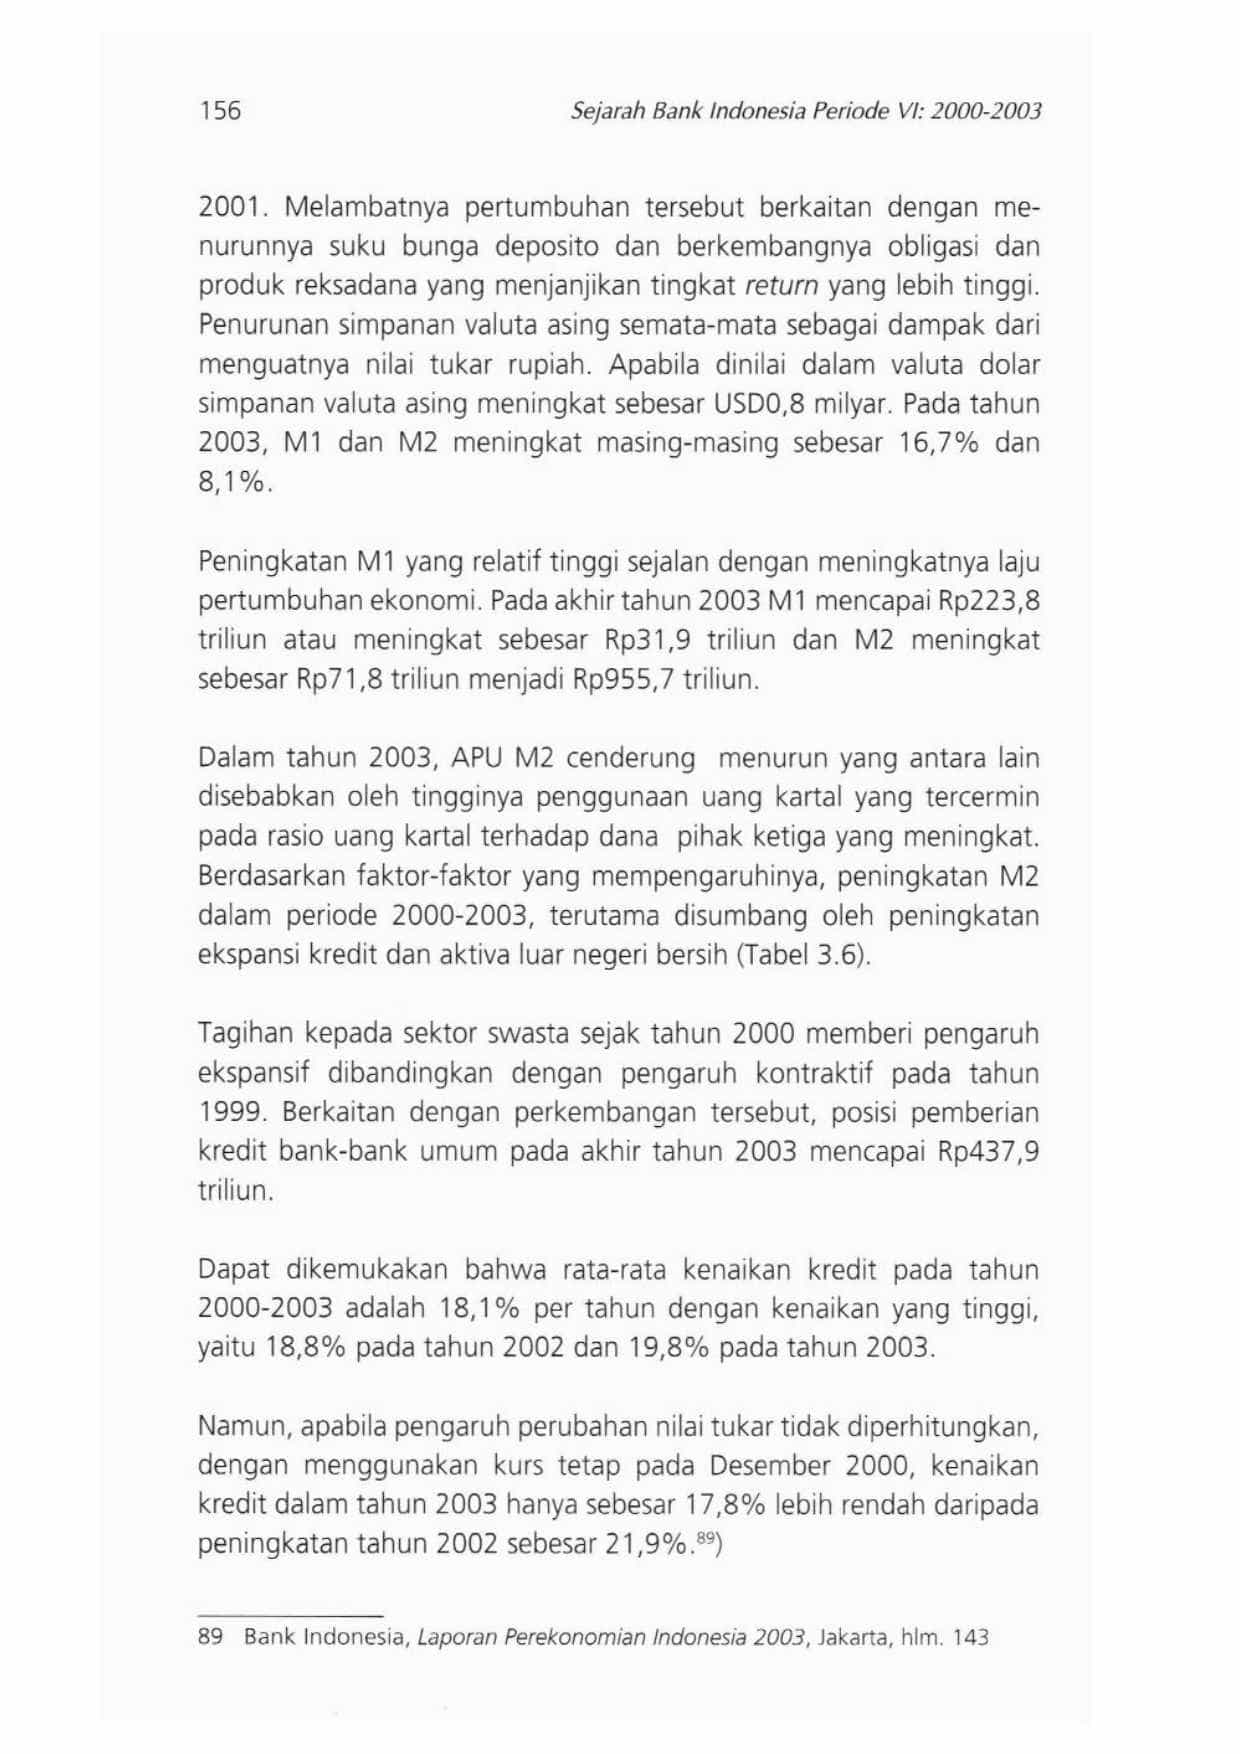 156
Sejarah Bank Indonesia Periode VI: 2000-2003
2001. Melambatnya pertumbuhan tersebut berkaitan dengan me-
nurunnya suku bunga deposito dan berkembangnya obligasi dan
produk reksadana yang menjanjikan tingkat return yang lebih tinggi.
Penurunan simpanan valuta asing semata-mata sebagai dampak dari
menguatnya nilai tukar rupiah. Apabila dinilai dalam valuta dolar
simpanan valuta asing meningkat sebesar USD0,8 milyar. Pada tahun
2003, M1 dan M2 meningkat masing-masing sebesar 16,7% dan
8,1%.
Peningkatan M1 yang relatif tinggi sejalan dengan meningkatnya laju
pertumbuhan ekonomi. Pada akhir tahun 2003 M1 mencapai Rp223,8
triliun atau meningkat sebesar Rp31,9 triliun dan M2 meningkat
sebesar Rp71,8 triliun menjadi Rp955,7 triliun.
Dalam tahun 2003, APU M2 cenderung menurun yang antara lain
disebabkan oleh tingginya penggunaan uang kartal yang tercermin
pada rasio uang kartal terhadap dana pihak ketiga yang meningkat.
Berdasarkan faktor-faktor yang mempengaruhinya, peningkatan M2
dalam periode 2000-2003, terutama disumbang oleh peningkatan
ekspansi kredit dan aktiva luar negeri bersih (Tabel 3.6).
Tagihan kepada sektor swasta sejak tahun 2000 memberi pengaruh
ekspansif dibandingkan dengan pengaruh kontraktif pada tahun
1999. Berkaitan dengan perkembangan tersebut, posisi pemberian
kredit bank-bank umum pada akhir tahun 2003 mencapai Rp437,9
triliun.
Dapat dikemukakan bahwa rata-rata kenaikan kredit pada tahun
2000-2003 adalah 18,1% per tahun dengan kenaikan yang tinggi,
yaitu 18,8% pada tahun 2002 dan 19,8% pada tahun 2003.
Namun, apabila pengaruh perubahan nilai tukar tidak diperhitungkan,
dengan menggunakan kurs tetap pada Desember 2000, kenaikan
kredit dalam tahun 2003 hanya sebesar 17,8% lebih rendah daripada
peningkatan tahun 2002 sebesar 21,9%.89)
89 Bank Indonesia, Laporan Perekonomian Indonesia 2003, Jakarta, hlm. 143